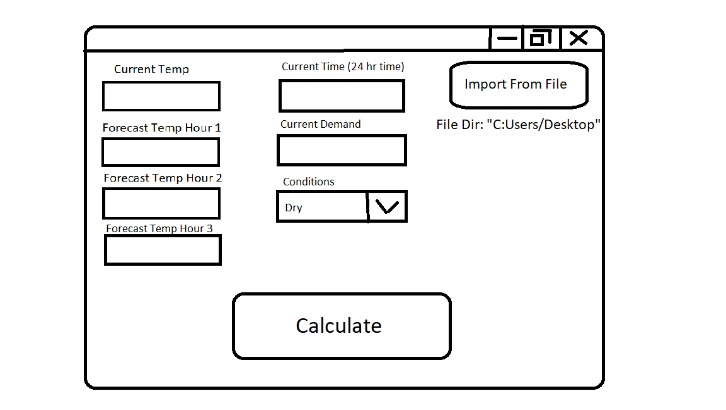 Current Temp
Current Time (24 hr time)
Import From File
Forecast Temp Hour 1
Current Demand
File Dir: "C:Users/Desktop"
Forecast Temp Hour 2
Conditions
Dry
Forecast Temp Hour 3
Calculate